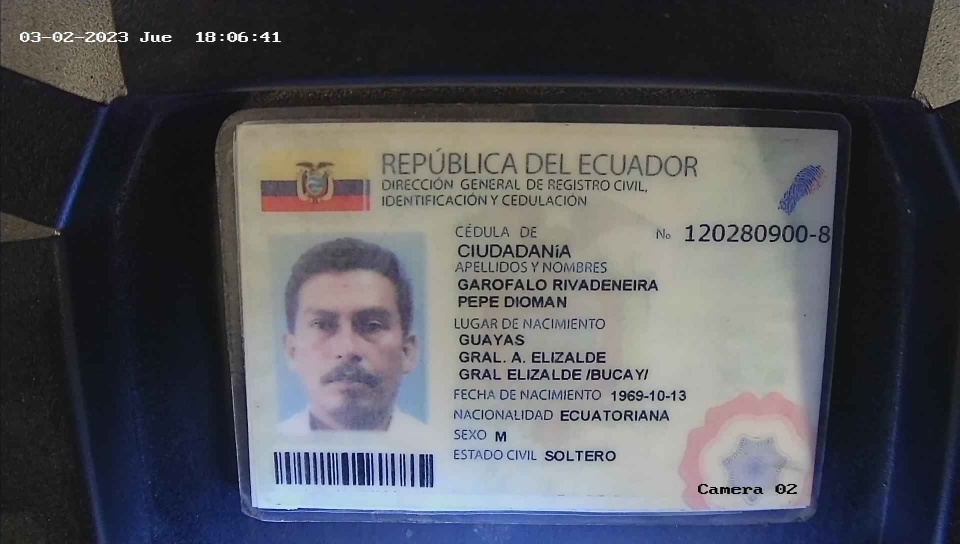 03-02-2023 Jue 18:06:41
REPÚBLICA DEL ECUADOR
DIRECCIÓN GENERAL DE REGISTRO CIVIL,
IDENTIFICACIÓN Y CEDULACIÓN
CÉDULA DE
No 120280900-8
CIUDADANíA
APELLIDOS Y NOMBRES
GAROFALO RIVADENEIRA
PEPE DIOMAN
LUGAR DE NACIMIENTO
GUAYAS
GRAL. A. ELIZALDE
GRAL ELIZALDE /BUCAY/
FECHA DE NACIMIENTO 1969-10-13
NACIONALIDAD ECUATORIANA
SEXO M
ESTADO CIVIL SOLTERO
Camera 02